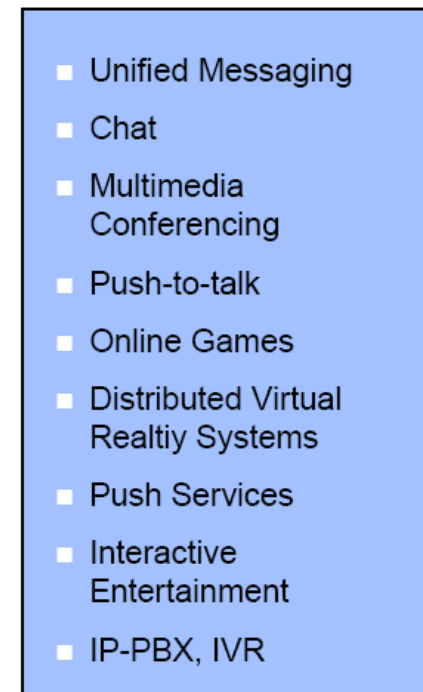 Unified Messaging
Chat
Multimedia
Conferencing
Push-to-talk
Online Games
Distributed Virtual
Realtiy Systems
Push Services
Interactive
Entertainment
IP-PBX, IVR